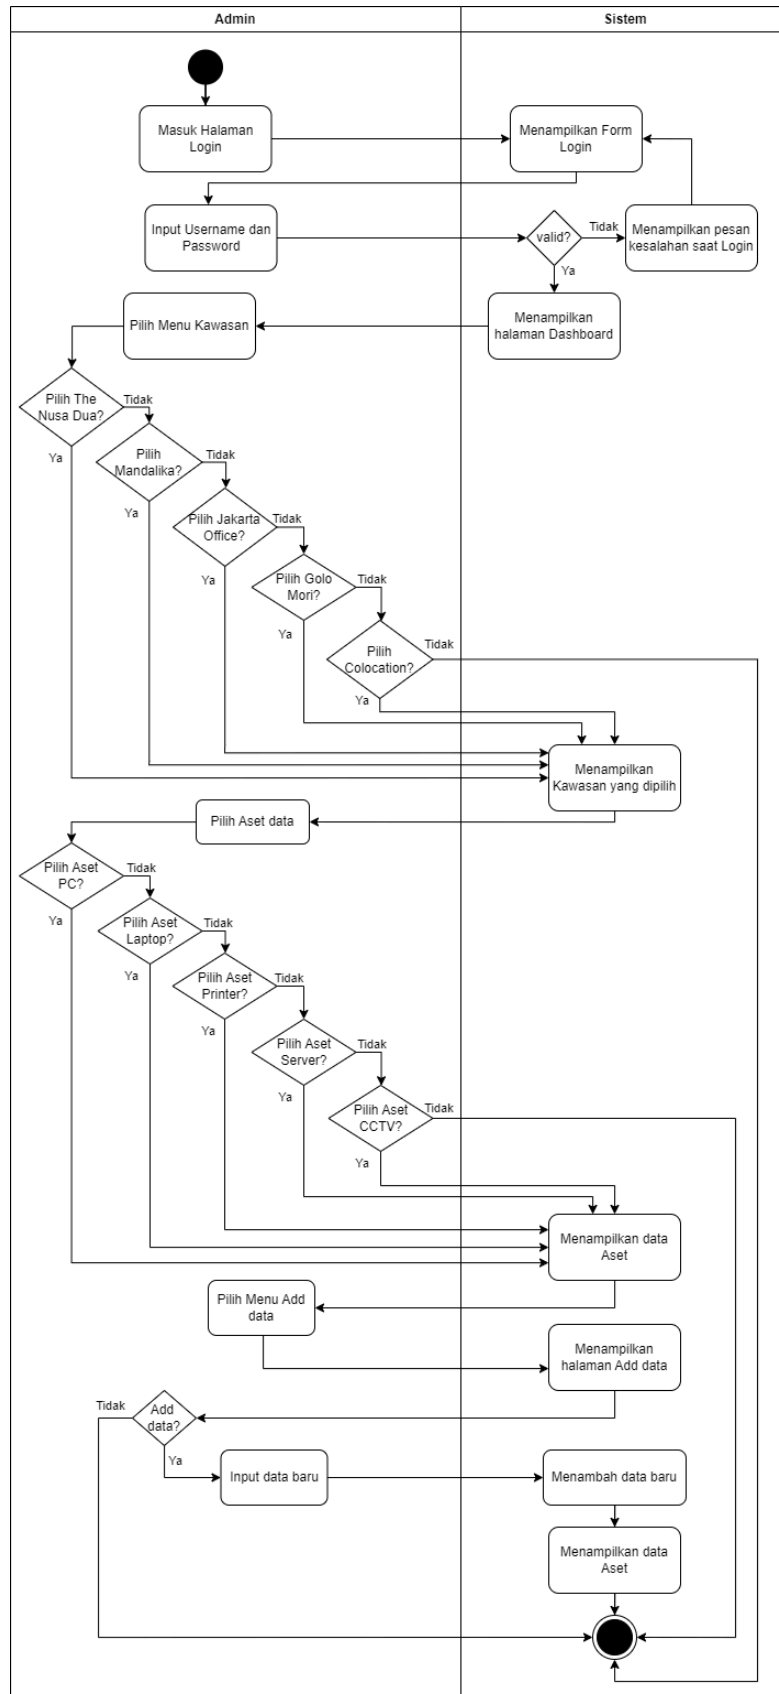 Admin
Sistem
Masuk Halaman
Login
Menampilkan Form
Login
Input Username dan
Password
valid?
Tidak
Menampilkan pesan
kesalahan saat Login
Ya
Menampilkan
halaman Dashboard
Pilih Menu Kawasan
Pilih The
Nusa Dua?
Tidak
Ya
Pilih
Mandalika?
Tidak
Ya
Pilih Jakarta
Office?
Tidak
Ya
Pilih Golo
Mori?
Tidak
Ya
Pilih
Colocation?
Tidak
Ya
Menampilkan
Kawasan yang dipilih
Pilih Aset data
Pilih Aset
PC?
Tidak
Ya
Pilih Aset
Laptop?
Tidak
Ya
Pilih Aset
Printer?
Tidak
Ya
Pilih Aset
Server?
Tidak
Ya
Pilih Aset
CCTV?
Tidak
Ya
Menampilkan data
Aset
Pilih Menu Add
data
Menampilkan
halaman Add data
Add
data?
Tidak
Ya
Input data baru
Menambah data baru
Menampilkan data
Aset